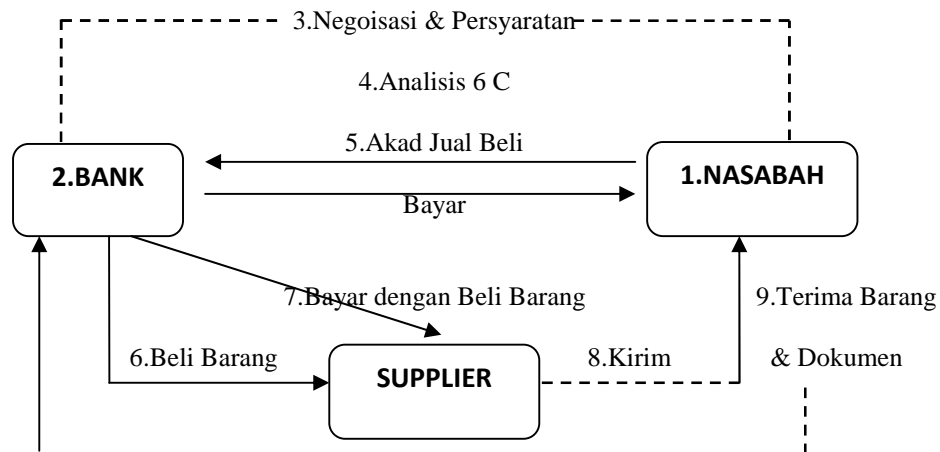 3.Negoisasi & Persyaratan
4.Analisis 6 C
5.Akad Jual Beli
2.BANK
1.NASABAH
Bayar
7.Bayar dengan Beli Barang
9.Terima Barang
6.Beli Barang
SUPPLIER
8.Kirim
& Dokumen